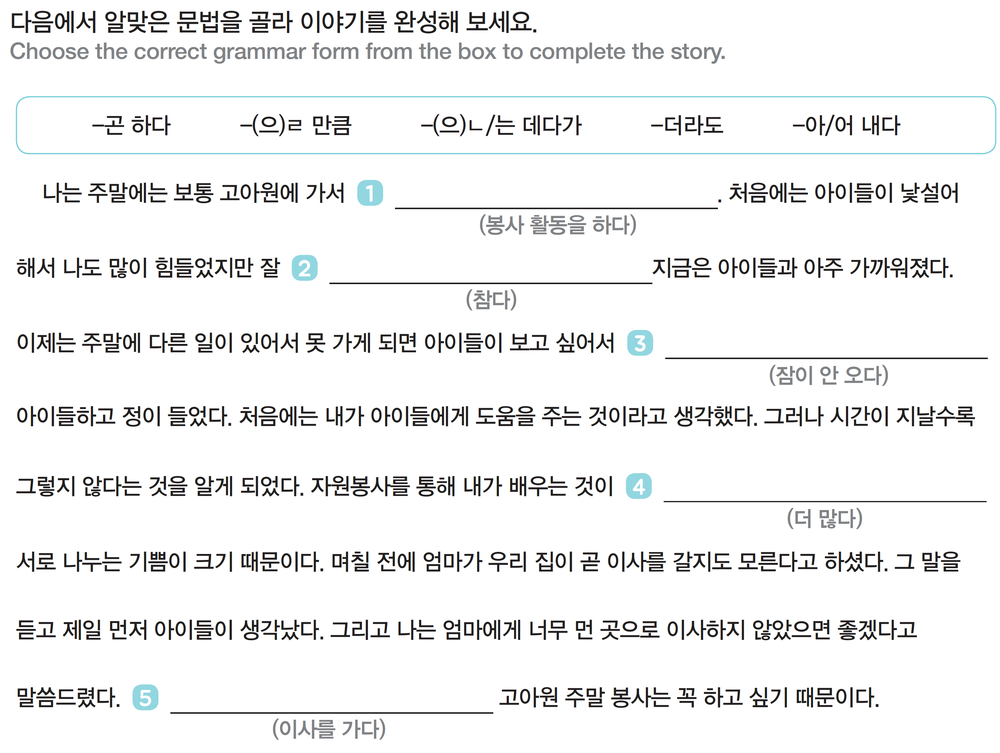 다음에서 알맞은 문법을 골라 이야기를 완성해 보세요.
Choose the correct grammar form from the box to complete the story.
-곤 하다 -(으)ㄹ 만큼 -(으)ㄴ/는 데다가 -더라도 -아/어 내다
나는 주말에는 보통 고아원에 가서 1 . 처음에는 아이들이 낯설어
(봉사 활동을 하다)
해서 나도 많이 힘들었지만 잘 2 지금은 아이들과 아주 가까워졌다.
(참다)
이제는 주말에 다른 일이 있어서 못 가게 되면 아이들이 보고 싶어서 3
(잠이 안 오다)
아이들하고 정이 들었다. 처음에는 내가 아이들에게 도움을 주는 것이라고 생각했다. 그러나 시간이 지날수록
그렇지 않다는 것을 알게 되었다. 자원봉사를 통해 내가 배우는 것이 4
(더 많다)
서로 나누는 기쁨이 크기 때문이다. 며칠 전에 엄마가 우리 집이 곧 이사를 갈지도 모른다고 하셨다. 그 말을
듣고 제일 먼저 아이들이 생각났다. 그리고 나는 엄마에게 너무 먼 곳으로 이사하지 않았으면 좋겠다고
말씀드렸다. 5 고아원 주말 봉사는 꼭 하고 싶기 때문이다.
(이사를 가다)